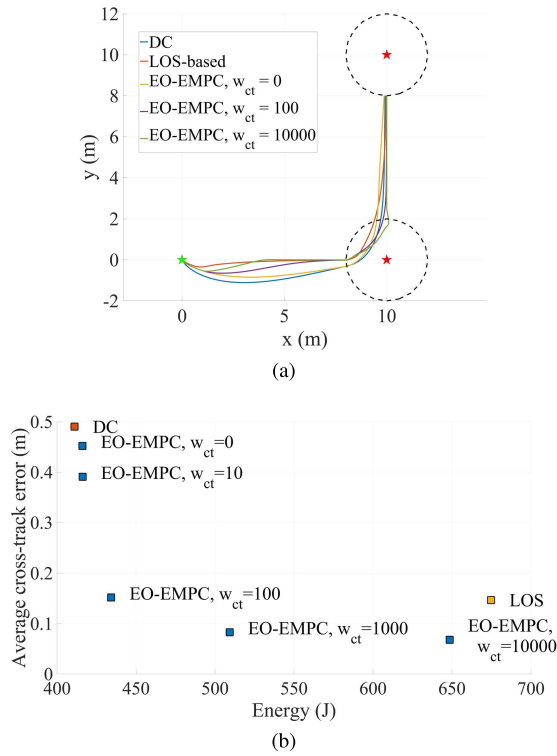 12
10
8
6
4
2
0
-2
y (m)
DC
LOS-based
EO-EMPC, w_ct = 0
EO-EMPC, w_ct = 100
EO-EMPC, w_ct = 10000
0 5 10
x (m)
(a)
0.5
0.4
0.3
0.2
0.1
0
Average cross-track error (m)
DC
EO-EMPC, w_ct=0
EO-EMPC, w_ct=10
EO-EMPC, w_ct=100
EO-EMPC, w_ct=1000
LOS
EO-EMPC,
w_ct=10000
400 450 500 550 600 650 700
Energy (J)
(b)